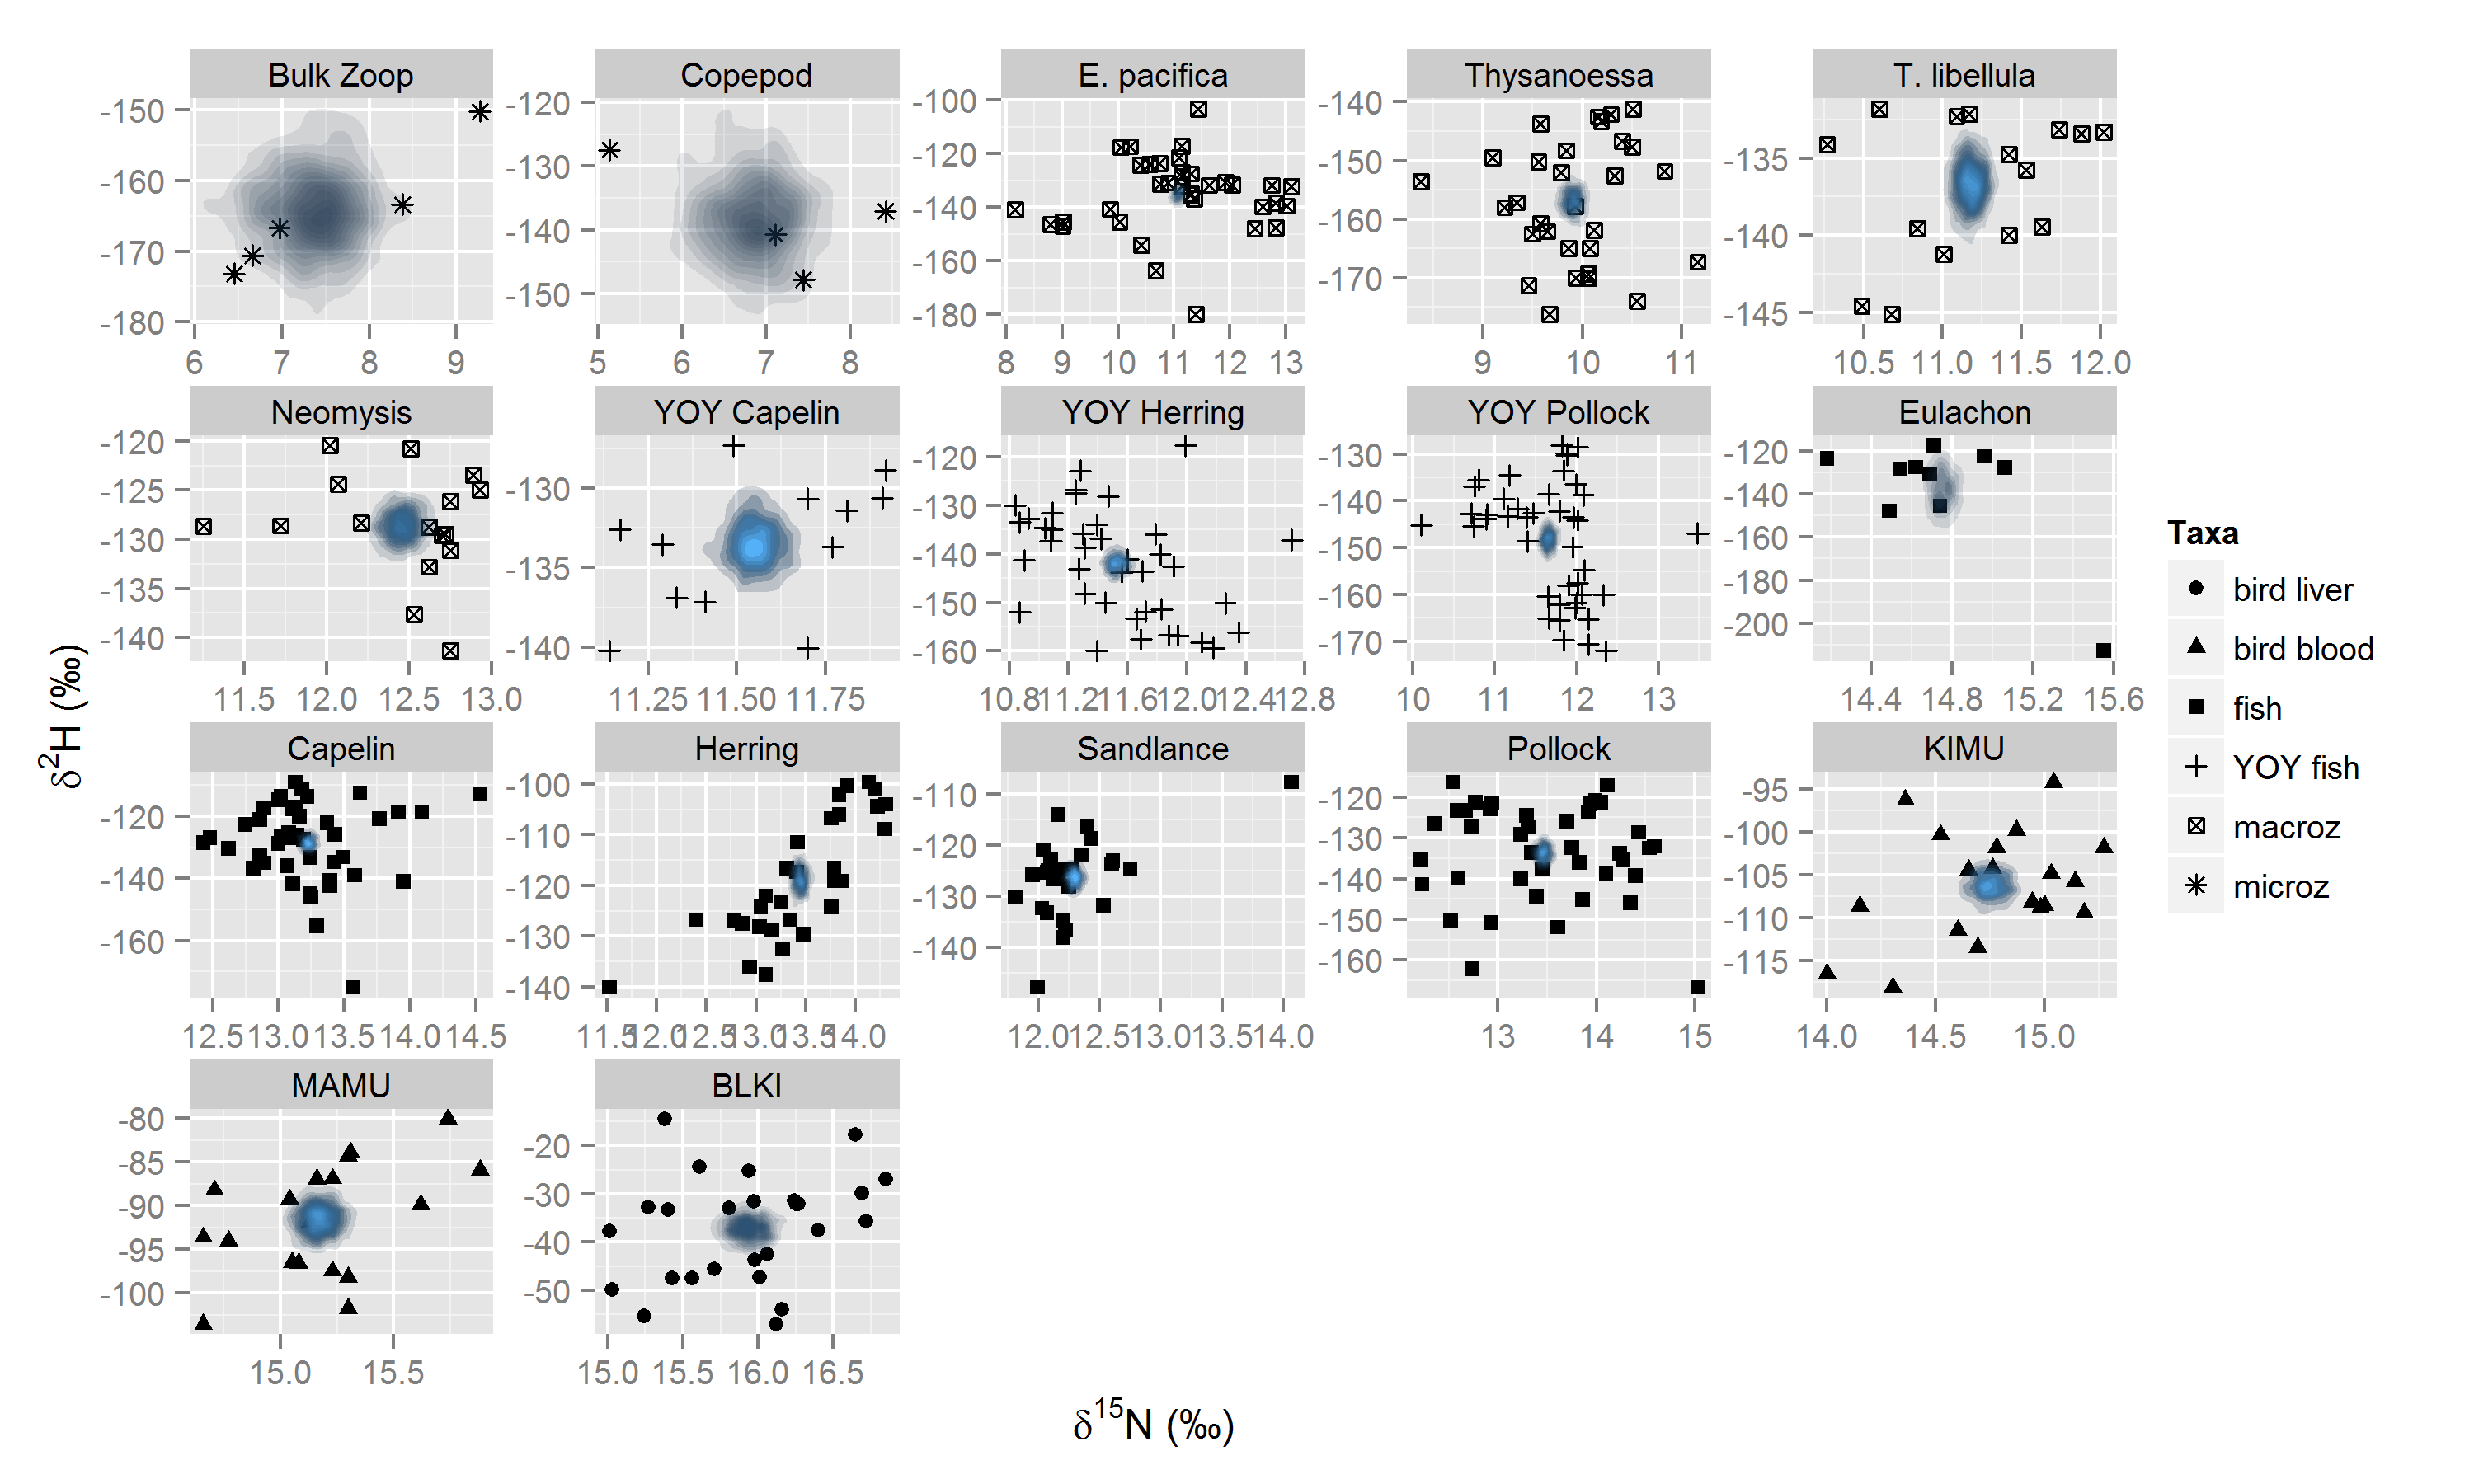 Bulk Zoop
Copepod
E. pacifica
Thysanoessa
T. libellula
-150
-160
-170
-180
6 7 8 9
-120
-130
-140
-150
5 6 7 8
-100
-120
-140
-160
-180
8 9 10 11 12 13
-140
-150
-160
-170
9 10 11
-135
-140
-145
10.5 11.0 11.5 12.0
Neomysis
YOY Capelin
YOY Herring
YOY Pollock
Eulachon
-120
-125
-130
-135
-140
11.5 12.0 12.5 13.0
-130
-135
-140
11.25 11.50 11.75
-120
-130
-140
-150
-160
10.8 11.2 11.6 12.0 12.4 12.8
-130
-140
-150
-160
-170
10 11 12 13
-120
-140
-160
-180
-200
14.4 14.8 15.2 15.6
Capelin
Herring
Sandlance
Pollock
KIMU
-120
-140
-160
12.5 13.0 13.5 14.0 14.5
-100
-110
-120
-130
-140
11.5 12.0 12.5 13.0 13.5 14.0
-110
-120
-130
-140
12.0 12.5 13.0 13.5 14.0
-120
-130
-140
-150
-160
13 14 15
-95
-100
-105
-110
-115
14.0 14.5 15.0
MAMU
BLKI
-80
-85
-90
-95
-100
15.0 15.5
-20
-30
-40
-50
15.0 15.5 16.0 16.5
δ²H (‰)
δ¹⁵N (‰)
Taxa
bird liver
bird blood
fish
YOY fish
macroz
microz